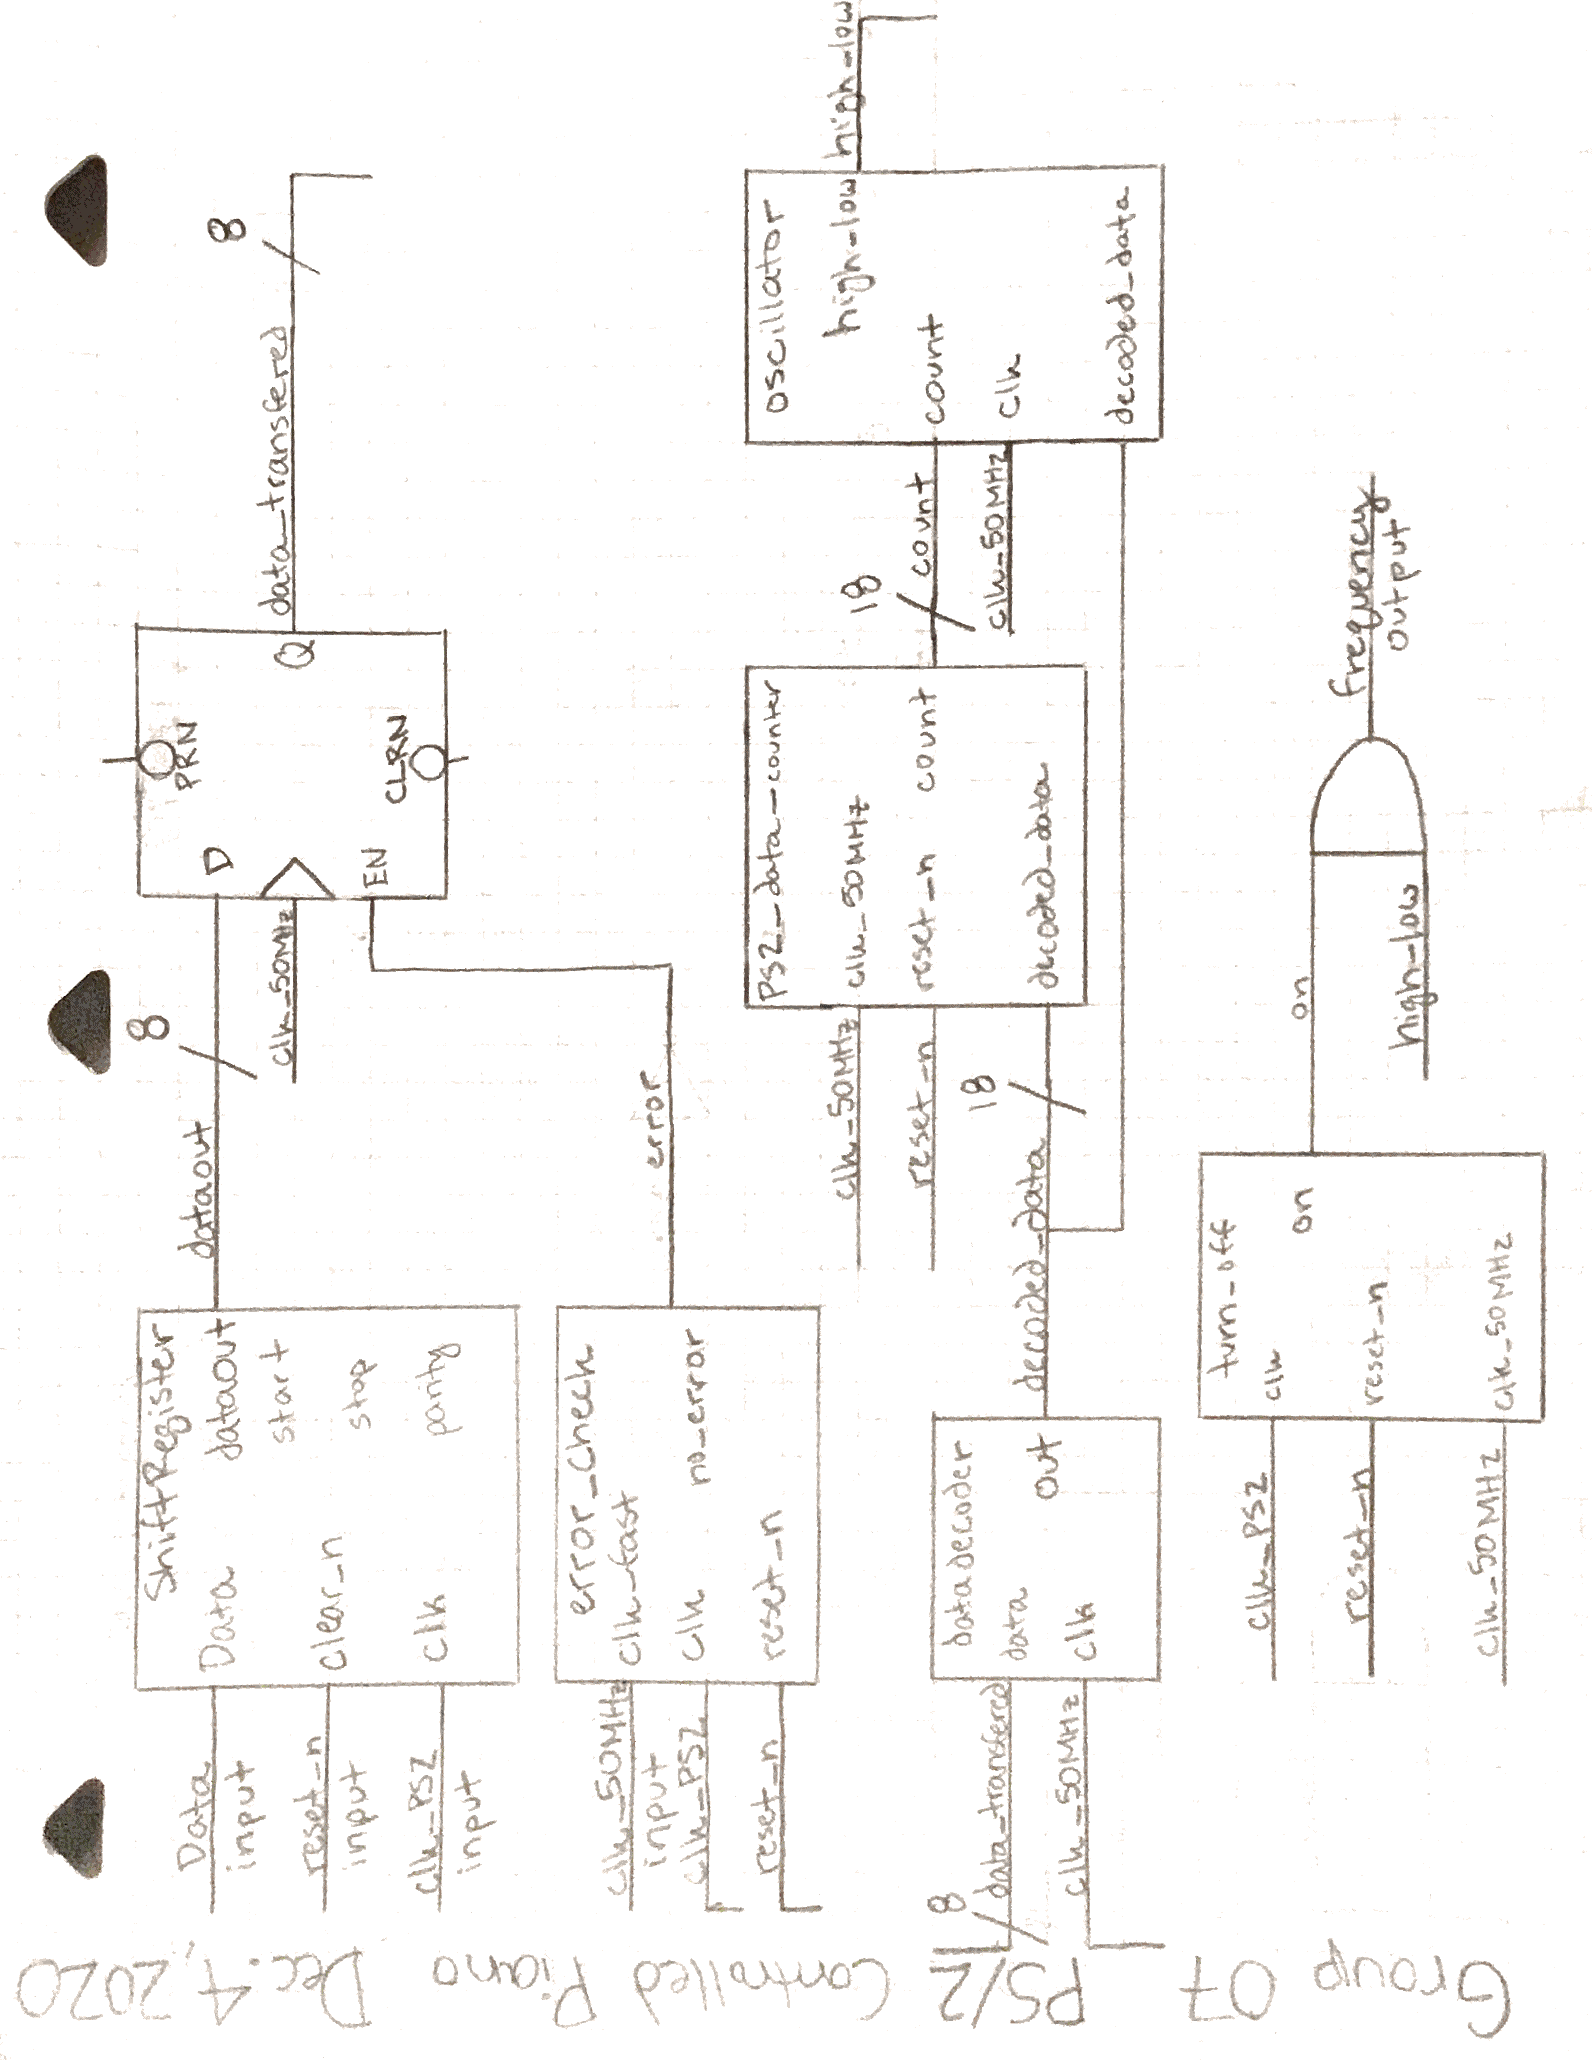 Group 07 PS/2 Controlled Piano Dec. 4, 2020
Data
input
reset_n
input
clk_PS2
input
ShiftRegister
Data dataout
start
clear_n
stop
clk parity
dataout
8
clk_50MHz
D
EN
PRN
CLRN
Q
data_transfered
8
clk_50MHz
input
clk_PS2
reset_n
error_check
clk_fast
clk no_error
reset_n
error
8
data_transfered
clk_50MHz
datadecoder
data
out
clk
decoded_data
18
clk_50MHz
reset_n
PS2_data_counter
clk_50MHz
reset_n count
decoded_data
18
count
clk_50MHz
oscillator
high_low
count
clk
decoded_data
high_low
clk_PS2
reset_n
clk_50MHz
turn_off
clk
on
reset_n
clk_50MHz
on
high_low
frequency
output